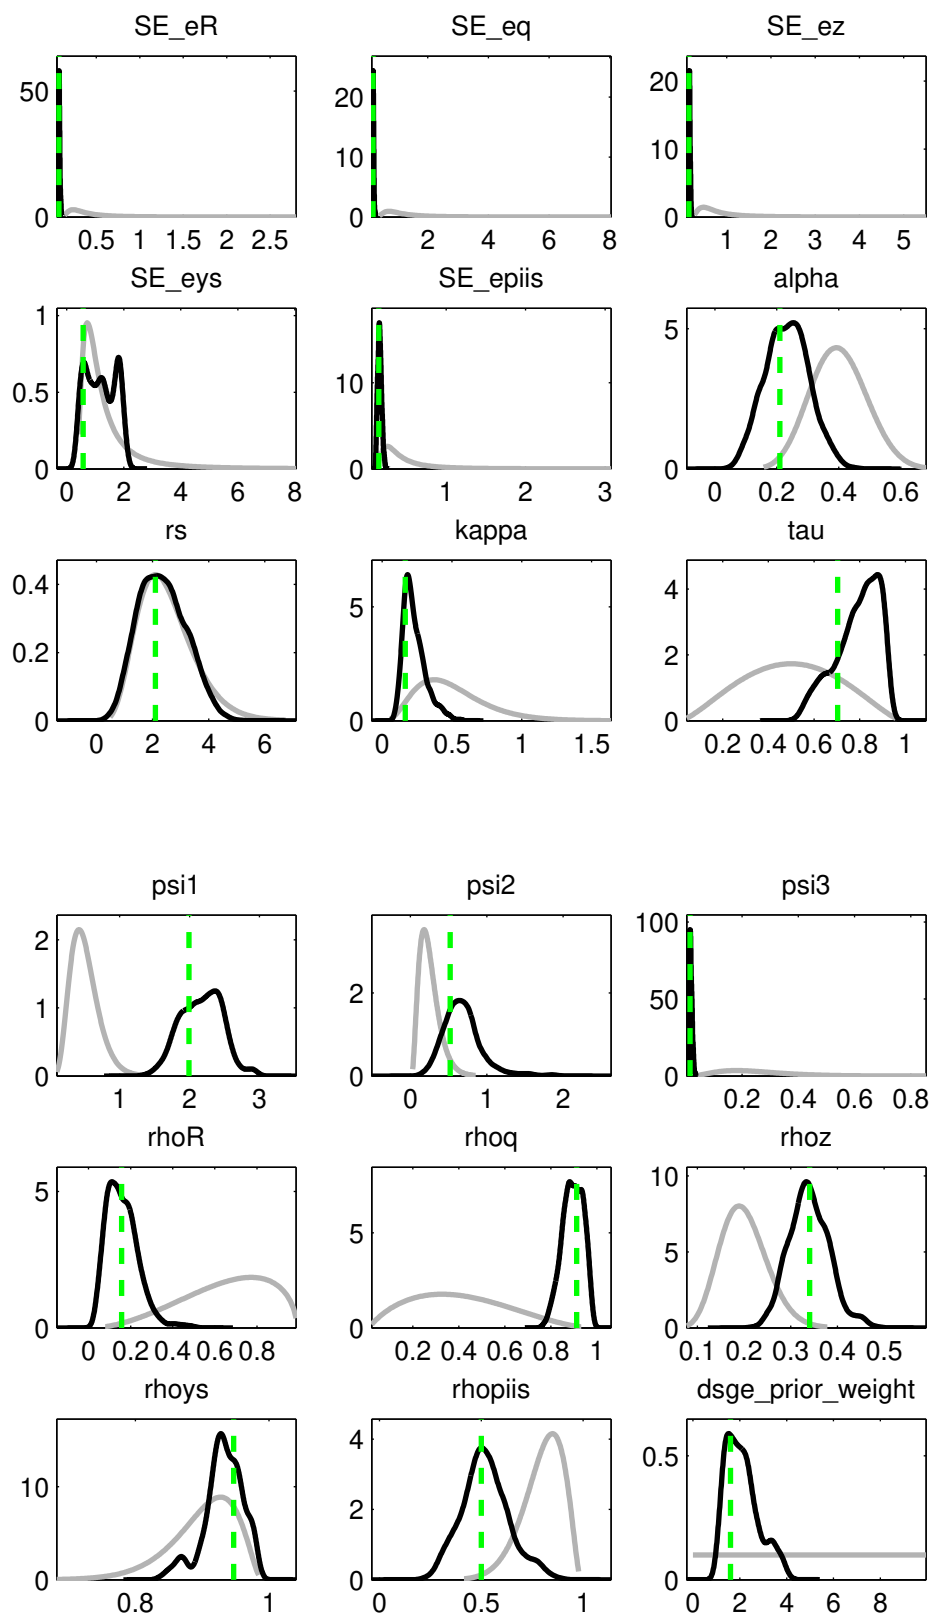 SE_eR SE_eq SE_ez
50 20 20
10 10
0 0 0
0.5 1 1.5 2 2.5 2 4 6 8 1 2 3 4 5
SE_eys SE_epiis alpha
1
0.5 10 5
0 0 0
0 2 4 6 8 1 2 3 0 0.2 0.4 0.6
rs kappa tau
0.4 5 4
0.2 2
0 0 0
0 2 4 6 0 0.5 1 1.5 0.2 0.4 0.6 0.8 1
psi1 psi2 psi3
2 100
1 2 50
0 0 0
1 2 3 0 1 2 0.2 0.4 0.6 0.8
rhoR rhoq rhoz
5 5 10
5
0 0 0
0 0.2 0.4 0.6 0.8 0.2 0.4 0.6 0.8 1 0.1 0.2 0.3 0.4 0.5
rhoys rhopiis dsge_prior_weight
4
10 2 0.5
0 0 0
0.8 1 0 0.5 1 0 2 4 6 8